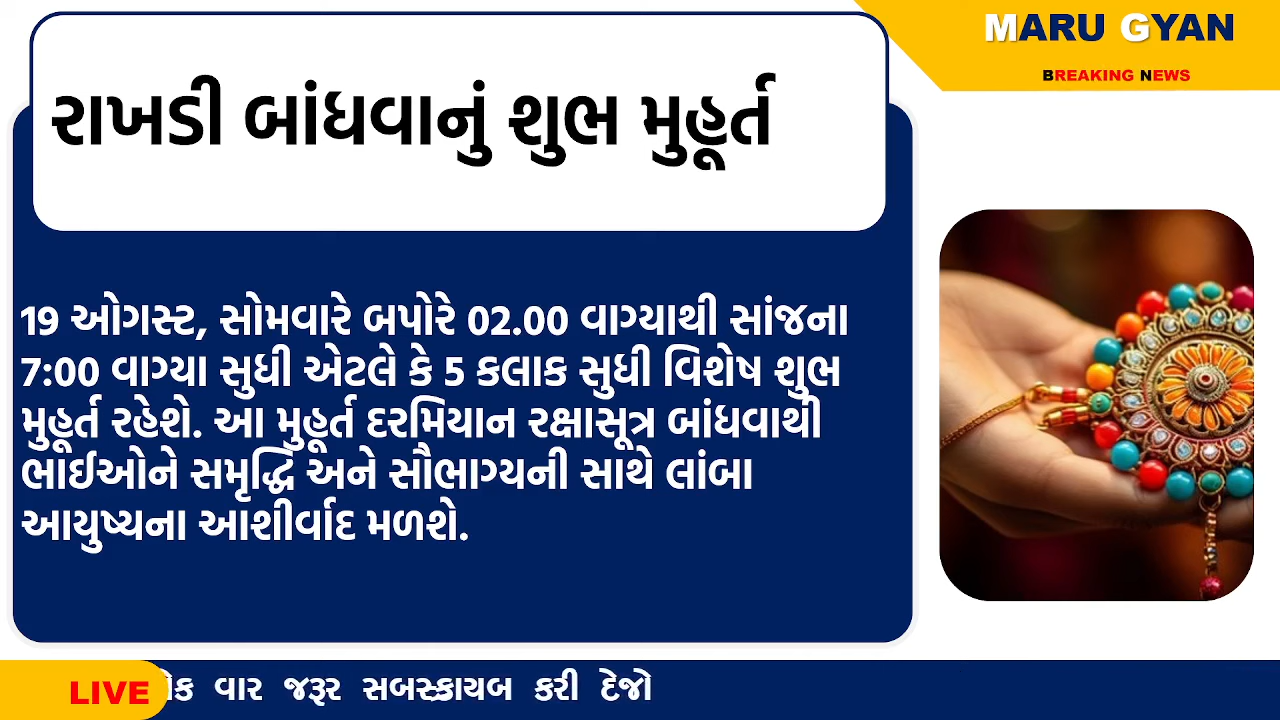 MARU GYAN
BREAKING NEWS
રાખડી બાંધવાનું શુભ મુહૂર્ત
19 ઓગસ્ટ, સોમવારે બપોરે 02.00 વાગ્યાથી સાંજના
7:00 વાગ્યા સુધી એટલે કે 5 કલાક સુધી વિશેષ શુભ
મુહૂર્ત રહેશે. આ મુહૂર્ત દરમિયાન રક્ષાસૂત્ર બાંધવાથી
ભાઈઓને સમૃદ્ધિ અને સૌભાગ્યની સાથે લાંબા
આયુષ્યના આશીર્વાદ મળશે.
LIVE
વાર જરૂર સબસ્ક્રાયબ કરી દેજો